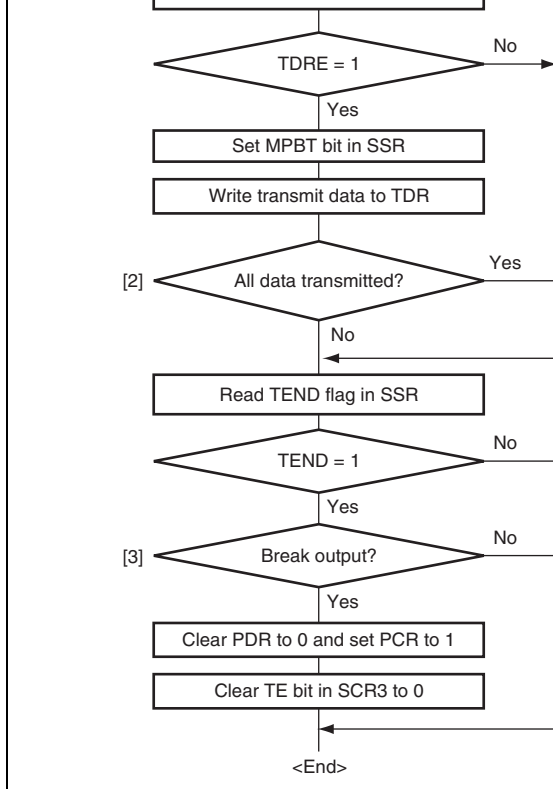 No
TDRE = 1
Yes
Set MPBT bit in SSR
Write transmit data to TDR
Yes
[2] All data transmitted?
No
Read TEND flag in SSR
No
TEND = 1
Yes
No
[3] Break output?
Yes
Clear PDR to 0 and set PCR to 1
Clear TE bit in SCR3 to 0
<End>